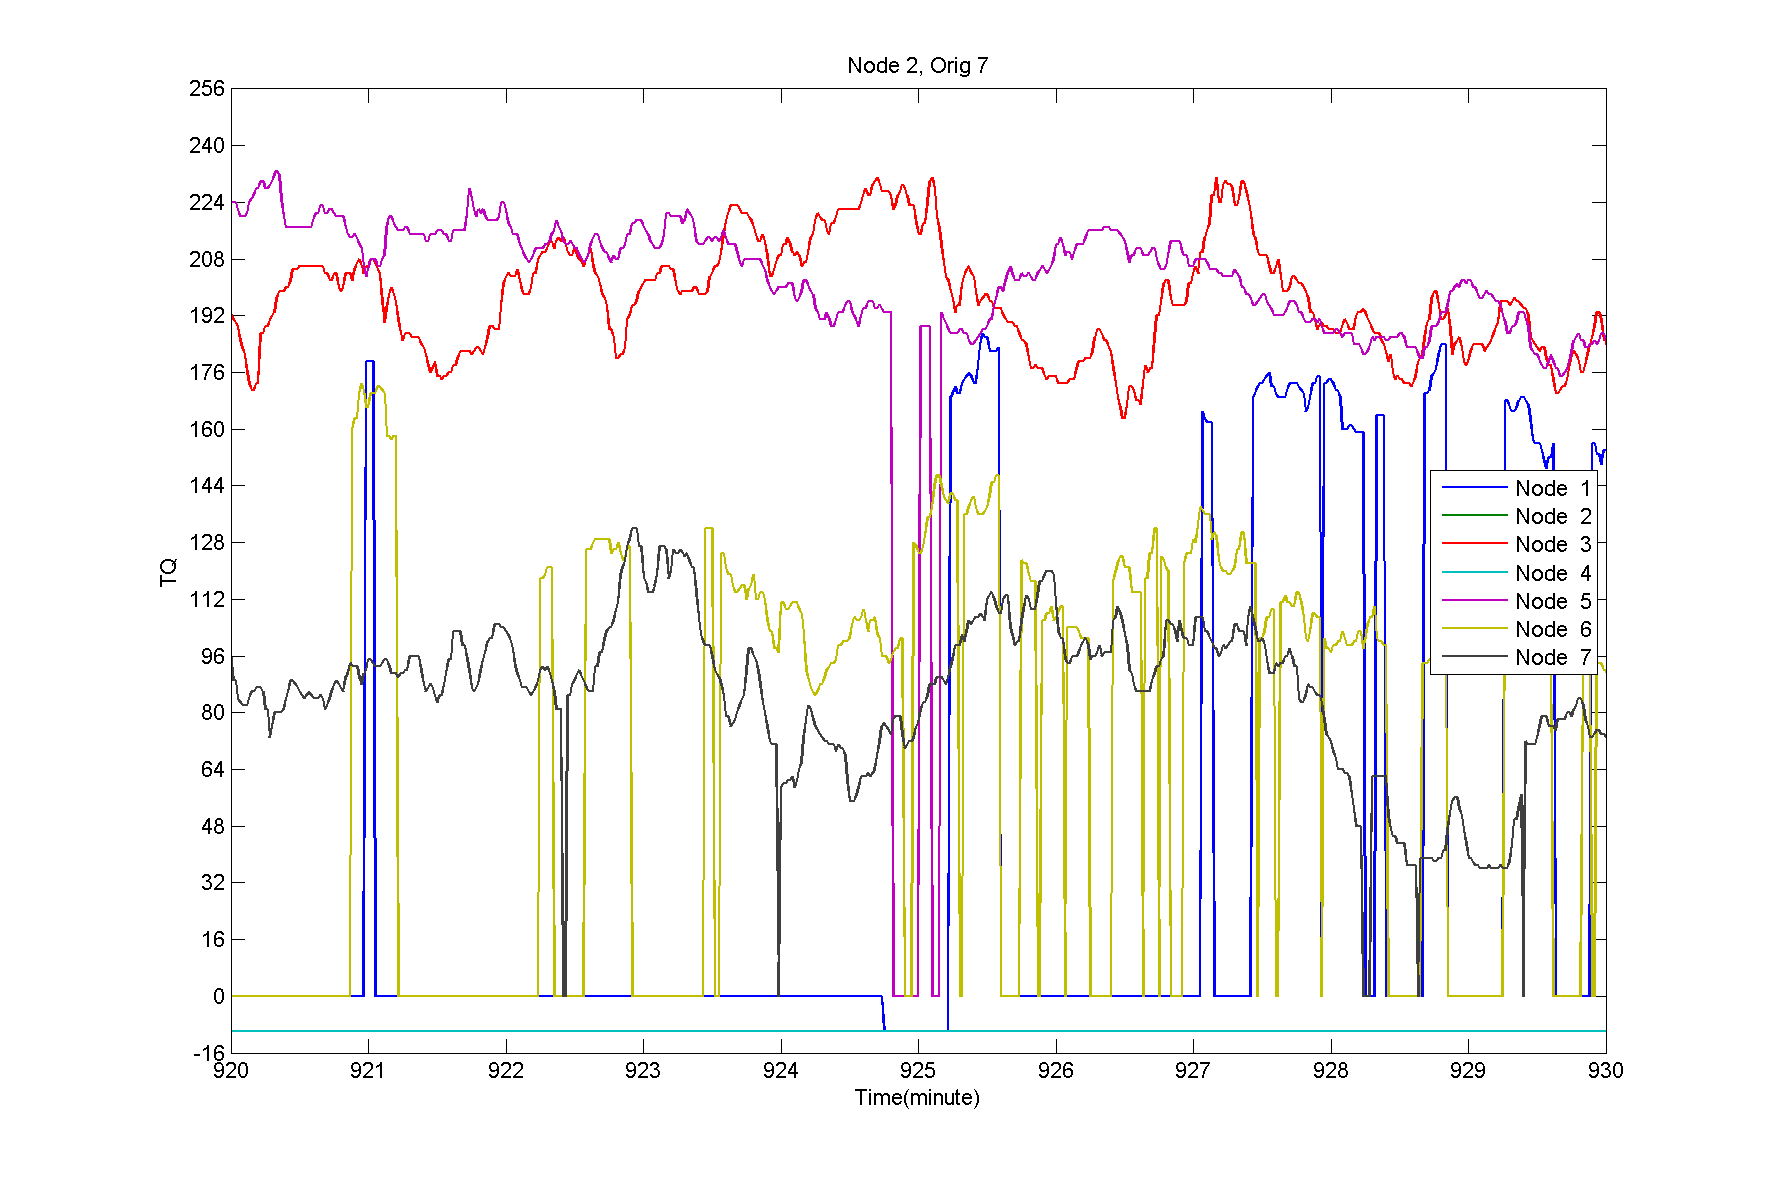 Node 2, Orig 7
256
240
224
208
192
176
160
144
128
112
96
80
64
48
32
16
0
-16
TQ
Node 1
Node 2
Node 3
Node 4
Node 5
Node 6
Node 7
920 921 922 923 924 925 926 927 928 929 930
Time(minute)